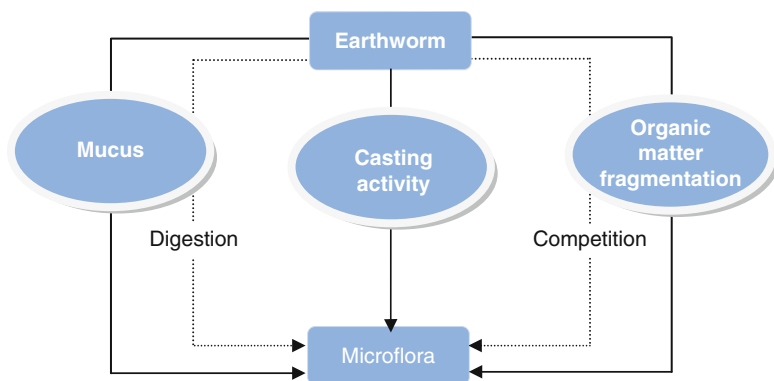 Earthworm
Mucus
Casting
activity
Organic
matter
fragmentation
Digestion
Competition
Microflora